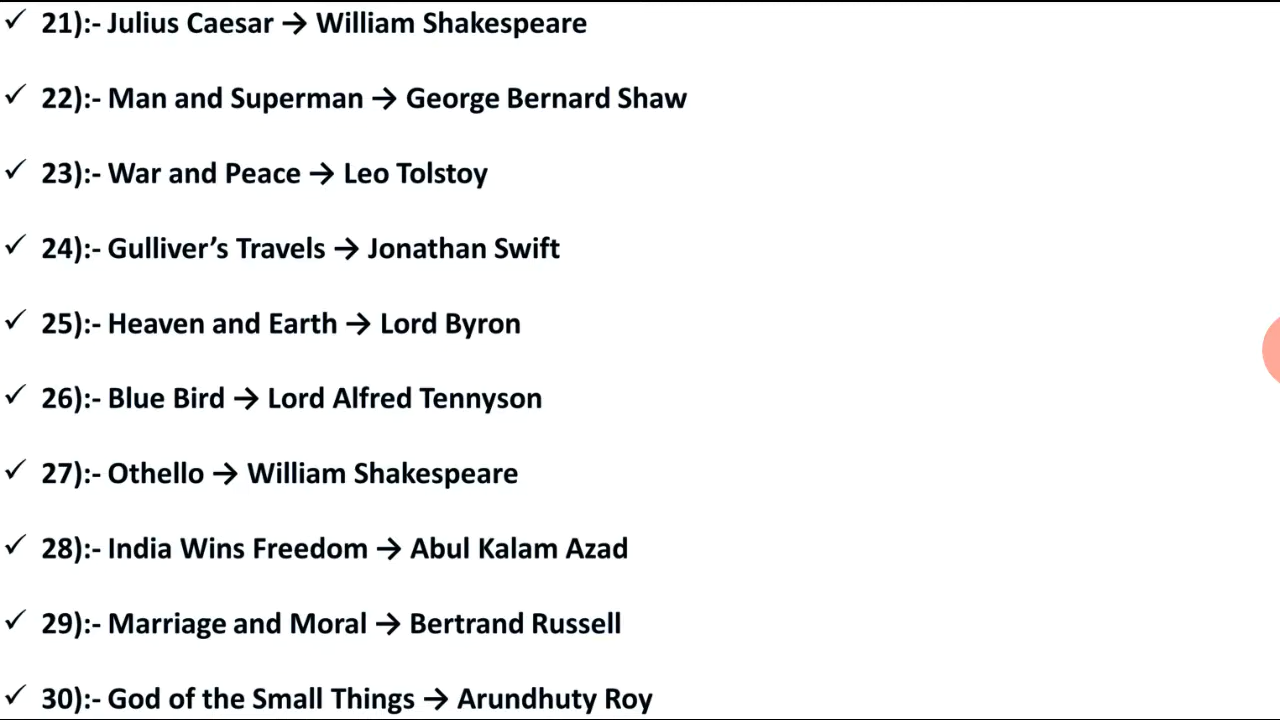 ✓ 21):- Julius Caesar → William Shakespeare
✓ 22):- Man and Superman → George Bernard Shaw
✓ 23):- War and Peace → Leo Tolstoy
✓ 24):- Gulliver’s Travels → Jonathan Swift
✓ 25):- Heaven and Earth → Lord Byron
✓ 26):- Blue Bird → Lord Alfred Tennyson
✓ 27):- Othello → William Shakespeare
✓ 28):- India Wins Freedom → Abul Kalam Azad
✓ 29):- Marriage and Moral → Bertrand Russell
✓ 30):- God of the Small Things → Arundhuty Roy